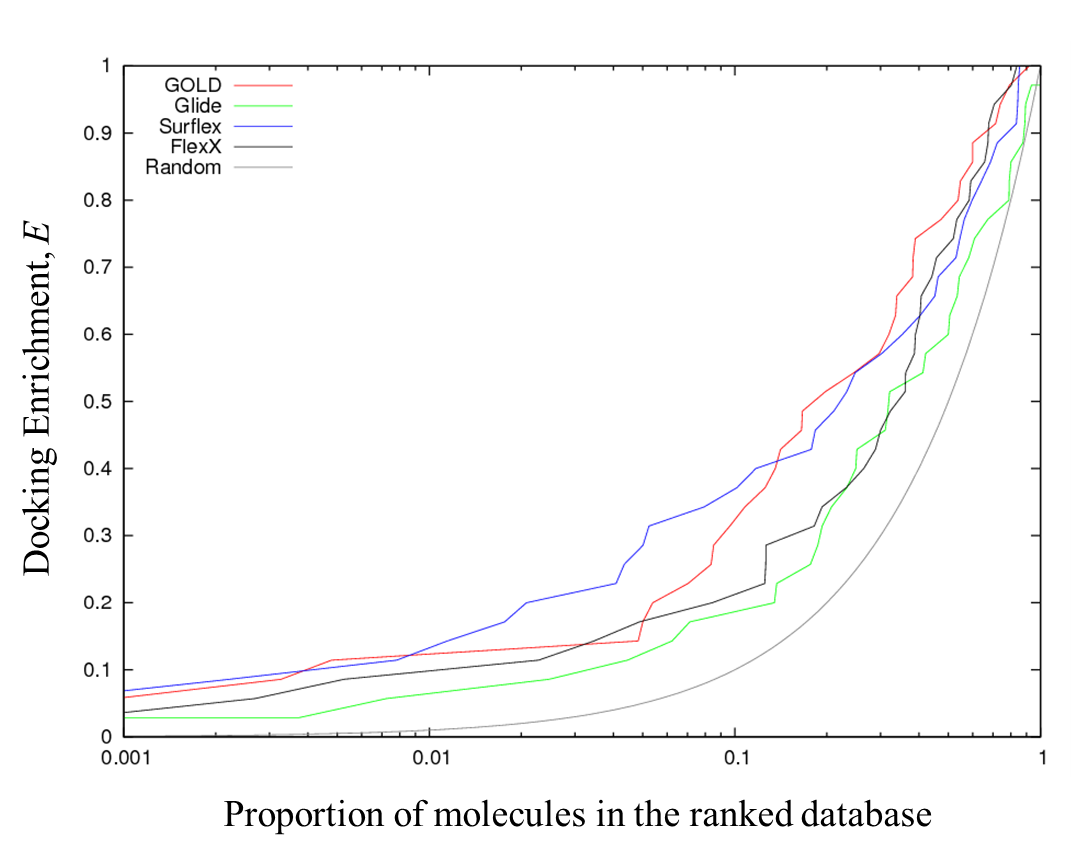 1
0.9
0.8
0.7
0.6
0.5
0.4
0.3
0.2
0.1
0
GOLD
Glide
Surflex
FlexX
Random
Docking Enrichment, E
0.001
0.01
0.1
1
Proportion of molecules in the ranked database